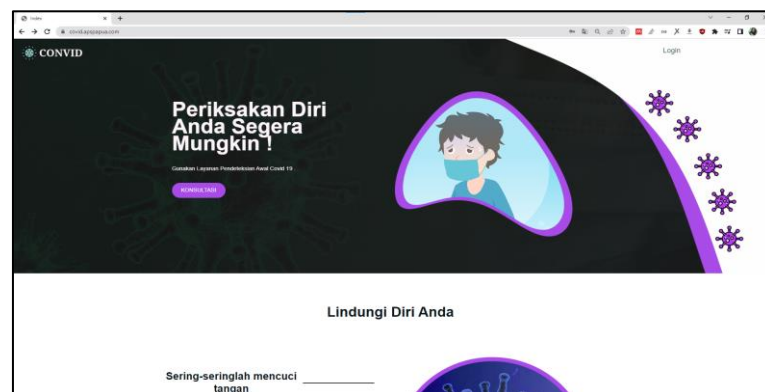 Index
CONVID
Login
Periksakan Diri
Anda Segera
Mungkin !
Gunakan Layanan Pendeteksian Awal Covid 19 .
KONSULTASI
Lindungi Diri Anda
Sering-seringlah mencuci
tangan